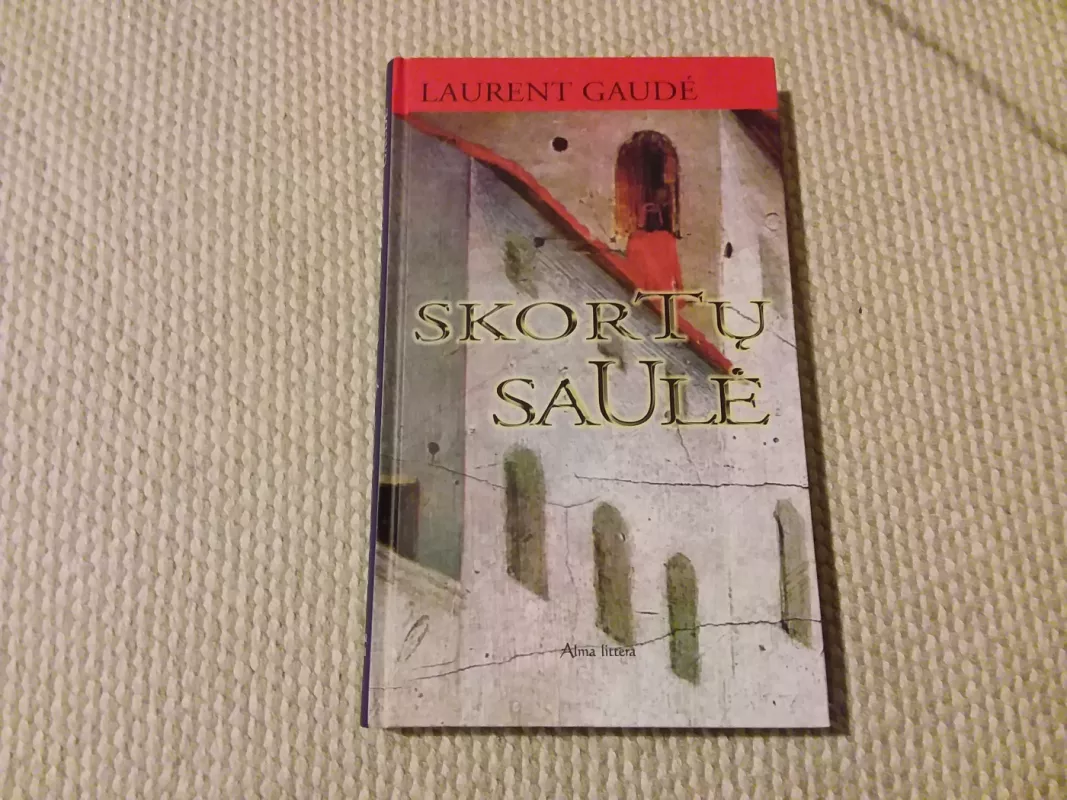 LAURENT GAUDÉ
SKORTŲ
SAULĖ
Alma littera